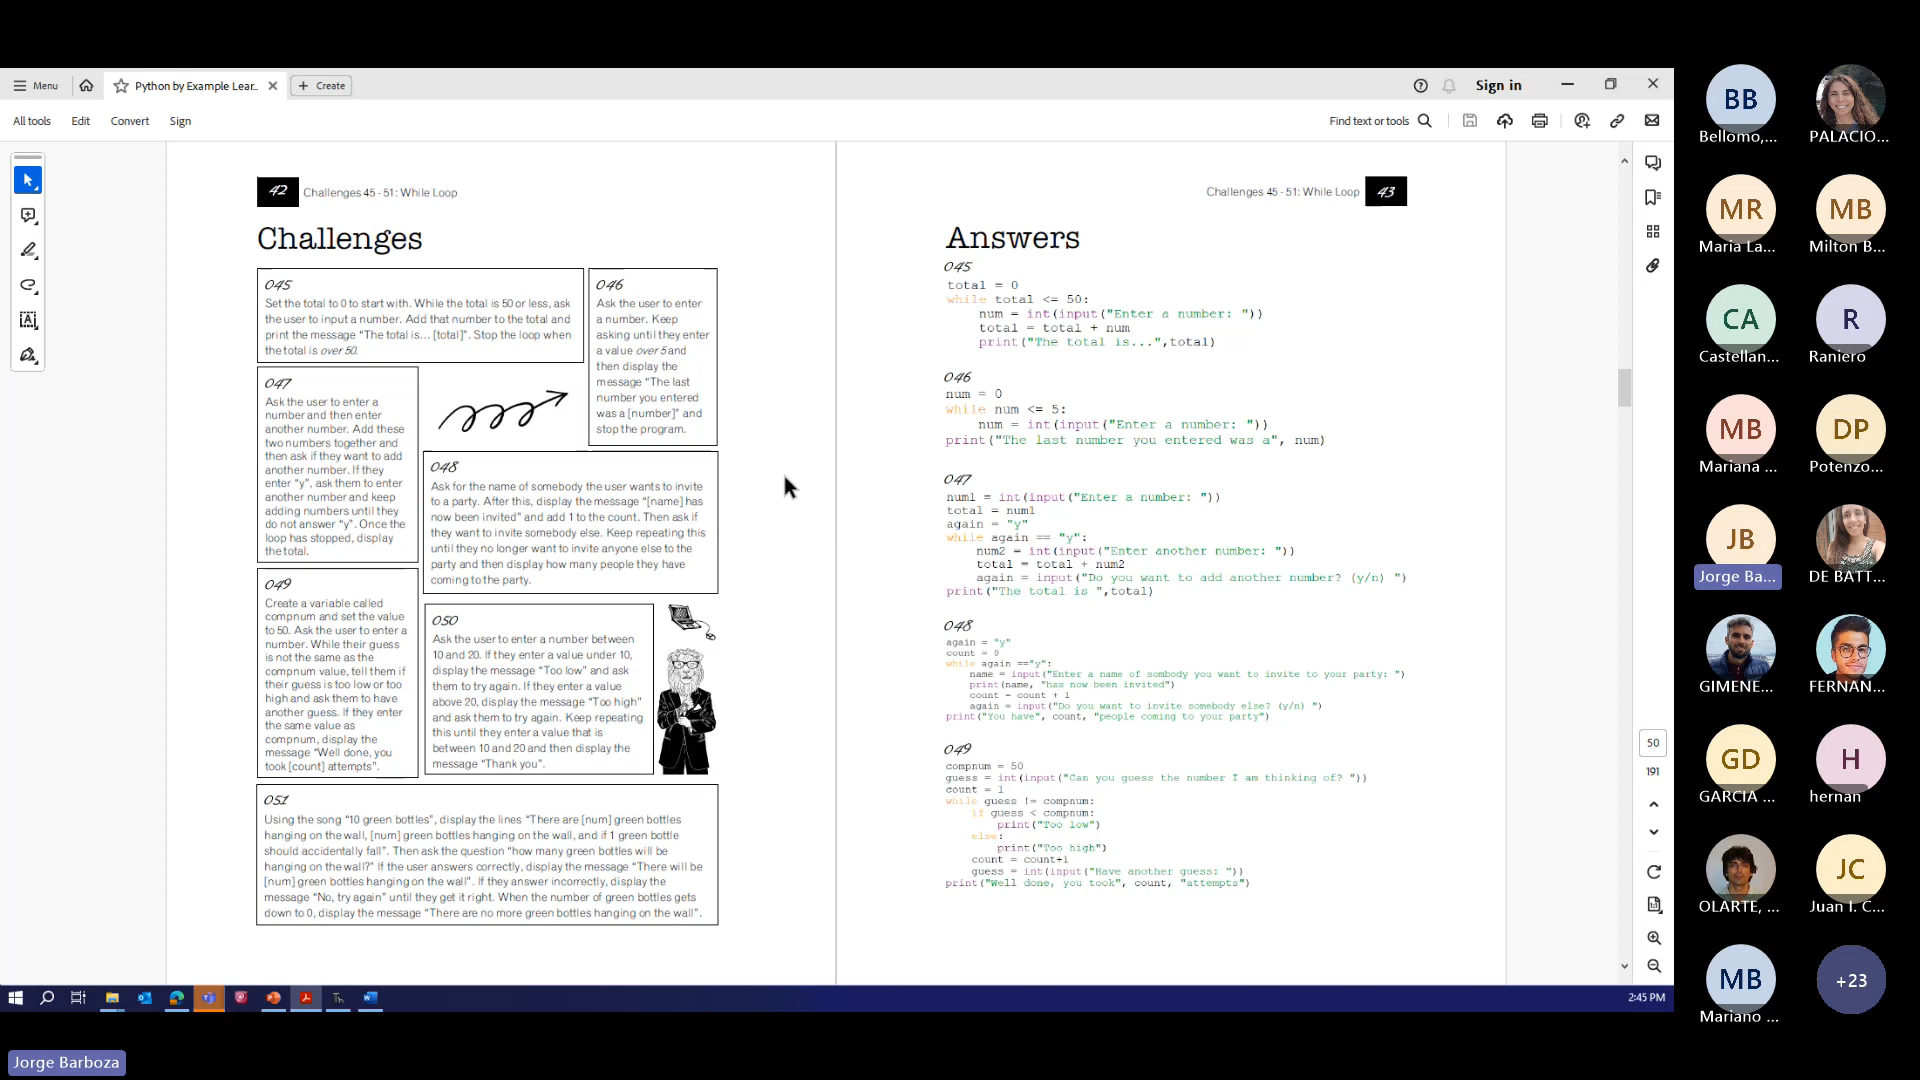 Menu
Python by Example Lear..
Create
Sign in
All tools
Edit
Convert
Sign
Find text or tools
42
Challenges 45 - 51: While Loop
Challenges
045
Set the total to 0 to start with. While the total is 50 or less, ask
the user to input a number. Add that number to the total and
print the message “The total is... [total]”. Stop the loop when
the total is over 50.
046
Ask the user to enter
a number. Keep
asking until they enter
a value over 5 and
then display the
message “The last
number you entered
was a [number]” and
stop the program.
047
Ask the user to enter a
number and then enter
another number. Add these
two numbers together and
then ask if they want to add
another number. If they
enter “y”, ask them to enter
another number and keep
adding numbers until they
do not answer “y”. Once the
loop has stopped, display
the total.
048
Ask for the name of somebody the user wants to invite
to a party. After this, display the message “[name] has
now been invited” and add 1 to the count. Then ask if
they want to invite somebody else. Keep repeating this
until they no longer want to invite anyone else to the
party and then display how many people they have
coming to the party.
049
Create a variable called
compnum and set the value
to 50. Ask the user to enter a
number. While their guess
is not the same as the
compnum value, tell them if
their guess is too low or too
high and ask them to have
another guess. If they enter
the same value as
compnum, display the
message “Well done, you
took [count] attempts”.
050
Ask the user to enter a number between
10 and 20. If they enter a value under 10,
display the message “Too low” and ask
them to try again. If they enter a value
above 20, display the message “Too high”
and ask them to try again. Keep repeating
this until they enter a value that is
between 10 and 20 and then display the
message “Thank you”.
051
Using the song “10 green bottles”, display the lines “There are [num] green bottles
hanging on the wall, [num] green bottles hanging on the wall, and if 1 green bottle
should accidentally fall”. Then ask the question “how many green bottles will be
hanging on the wall?” If the user answers correctly, display the message “There will be
[num] green bottles hanging on the wall”. If they answer incorrectly, display the
message “No, try again” until they get it right. When the number of green bottles gets
down to 0, display the message “There are no more green bottles hanging on the wall”.
Challenges 45 - 51: While Loop
43
Answers
045
total = 0
while total <= 50:
    num = int(input("Enter a number: "))
    total = total + num
    print("The total is...",total)
046
num = 0
while num <= 5:
    num = int(input("Enter a number: "))
print("The last number you entered was a", num)
047
num1 = int(input("Enter a number: "))
total = num1
again = "y"
while again == "y":
    num2 = int(input("Enter another number: "))
    total = total + num2
    again = input("Do you want to add another number? (y/n) ")
print("The total is ",total)
048
again = "y"
count = 0
while again =="y":
    name = input("Enter a name of sombody you want to invite to your party: ")
    print(name, "has now been invited")
    count = count + 1
    again = input("Do you want to invite somebody else? (y/n) ")
print("You have", count, "people coming to your party")
049
compnum = 50
guess = int(input("Can you guess the number I am thinking of? "))
count = 1
while guess != compnum:
    if guess < compnum:
        print("Too low")
    else:
        print("Too high")
    count = count+1
    guess = int(input("Have another guess: "))
print("Well done, you took", count, "attempts")
50
191
2:45 PM
BB
Bellomo,...
PALACIO...
MR
Maria La...
MB
Milton B...
CA
Castellan...
R
Raniero
MB
Mariana ...
DP
Potenzo...
JB
Jorge Ba...
DE BATT...
GIMENE...
FERNAN...
GD
GARCIA ...
H
hernan
OLARTE, ...
JC
Juan I. C...
MB
Mariano ...
+23
Jorge Barboza